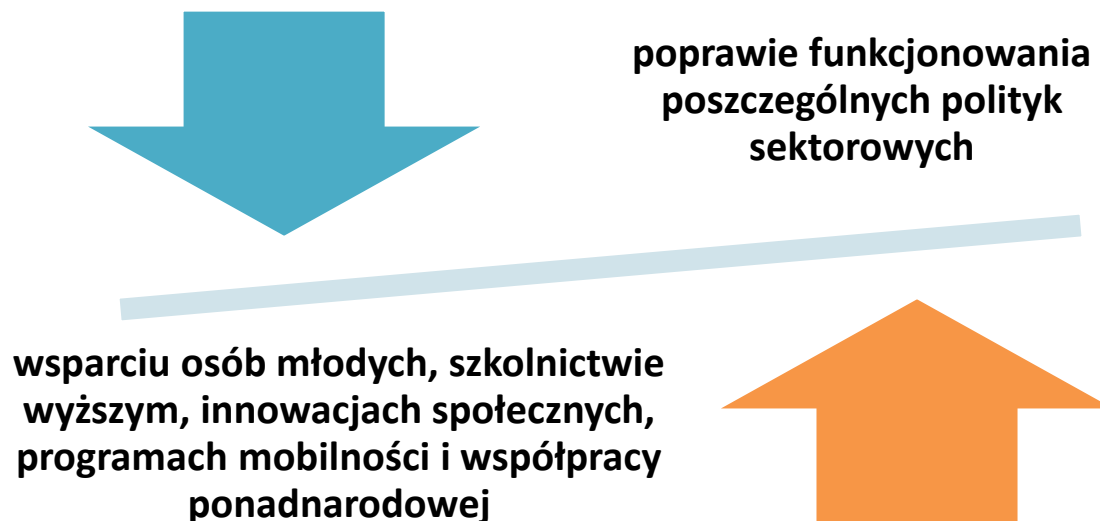 poprawie funkcjonowania
poszczególnych polityk
sektorowych
wsparciu osób młodych, szkolnictwie
wyższym, innowacjach społecznych,
programach mobilności i współpracy
ponadnarodowej